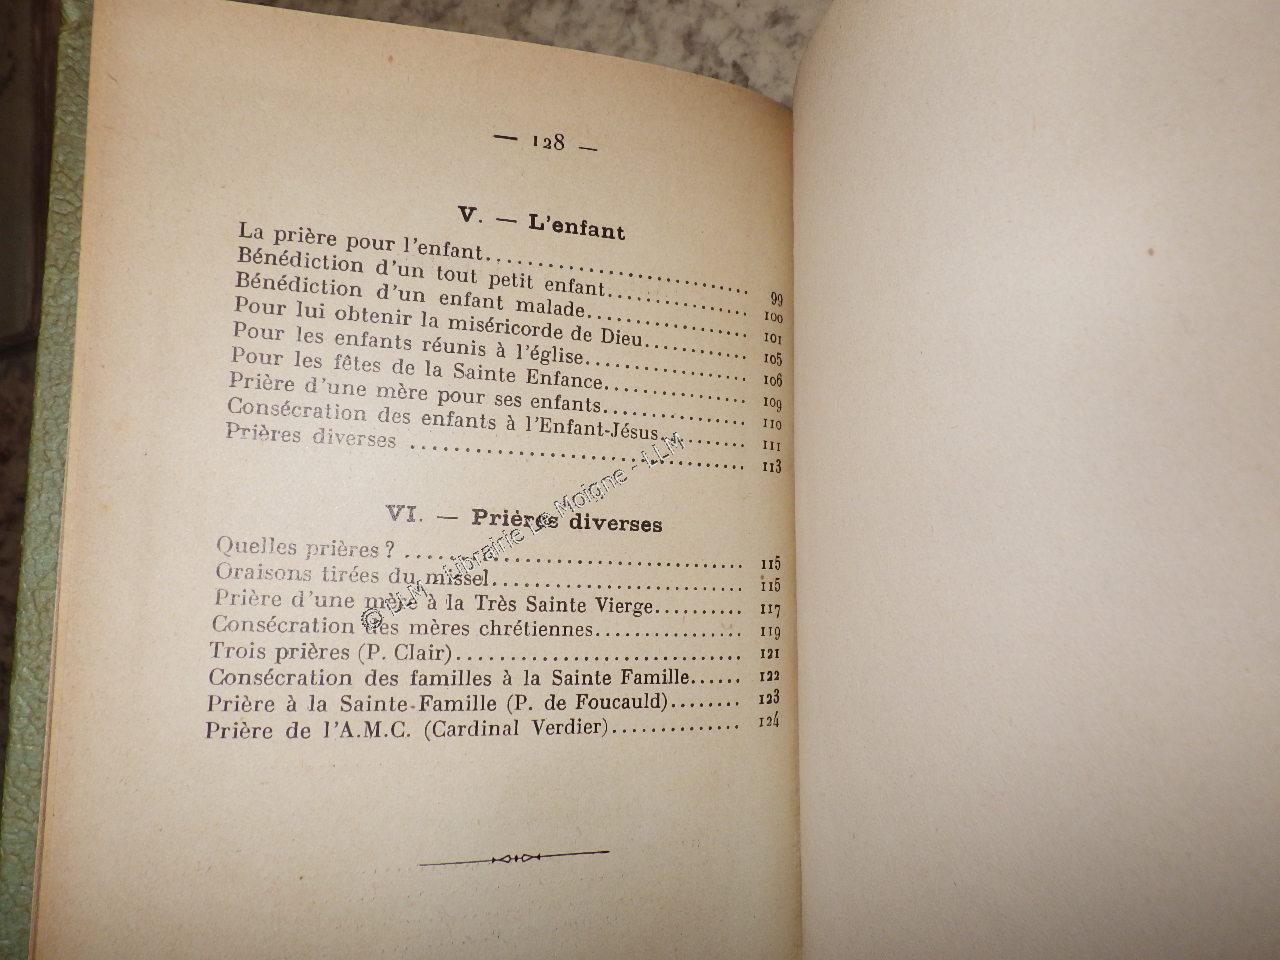 — 128 —
V. — L'enfant
La prière pour l'enfant........................ 99
Bénédiction d'un tout petit enfant................ 100
Bénédiction d'un enfant malade.................. 101
Pour lui obtenir la miséricorde de Dieu........... 105
Pour les enfants réunis à l'église................. 106
Pour les fêtes de la Sainte Enfance............... 109
Prière d'une mère pour ses enfants............... 110
Consécration des enfants à l'Enfant-Jésus......... 111
Prières diverses ................................ 113
VI. — Prières diverses
Quelles prières ? ................................ 115
Oraisons tirées du missel........................ 115
Prière d'une mère à la Très Sainte Vierge.......... 117
Consécration des mères chrétiennes................ 119
Trois prières (P. Clair)............................ 121
Consécration des familles à la Sainte Famille...... 122
Prière à la Sainte-Famille (P. de Foucauld)........ 123
Prière de l'A.M.C. (Cardinal Verdier).............. 124
© LLM - Librairie Le Moigne - LLM